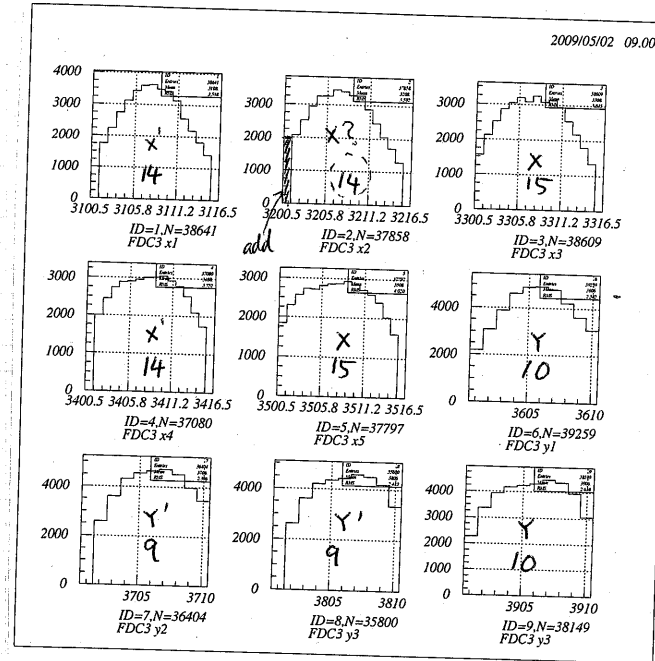 2009/05/02 09.00
4000
3000
2000
1000
0
X'
14
3100.5 3105.8 3111.2 3116.5
ID=1,N=38641
FDC3 x1
3000
2000
1000
0
X?
14
add
3200.5 3205.8 3211.2 3216.5
ID=2,N=37858
FDC3 x2
3000
2000
1000
0
X
15
3300.5 3305.8 3311.2 3316.5
ID=3,N=38609
FDC3 x3
3000
2000
1000
0
X'
14
3400.5 3405.8 3411.2 3416.5
ID=4,N=37080
FDC3 x4
3000
2000
1000
0
X
15
3500.5 3505.8 3511.2 3516.5
ID=5,N=37797
FDC3 x5
4000
2000
0
Y
10
3605 3610
ID=6,N=39259
FDC3 y1
4000
2000
0
Y'
9
3705 3710
ID=7,N=36404
FDC3 y2
4000
2000
0
Y'
9
3805 3810
ID=8,N=35800
FDC3 y3
4000
3000
2000
1000
0
Y
10
3905 3910
ID=9,N=38149
FDC3 y3